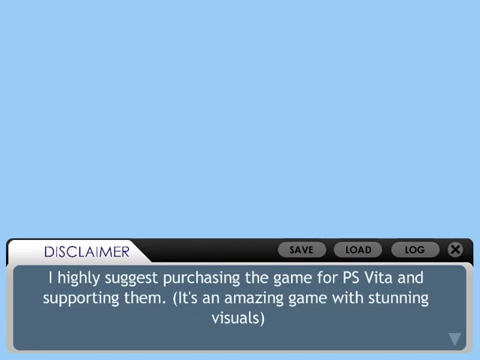 DISCLAIMER
SAVE
LOAD
LOG
I highly suggest purchasing the game for PS Vita and
supporting them. (It's an amazing game with stunning
visuals)